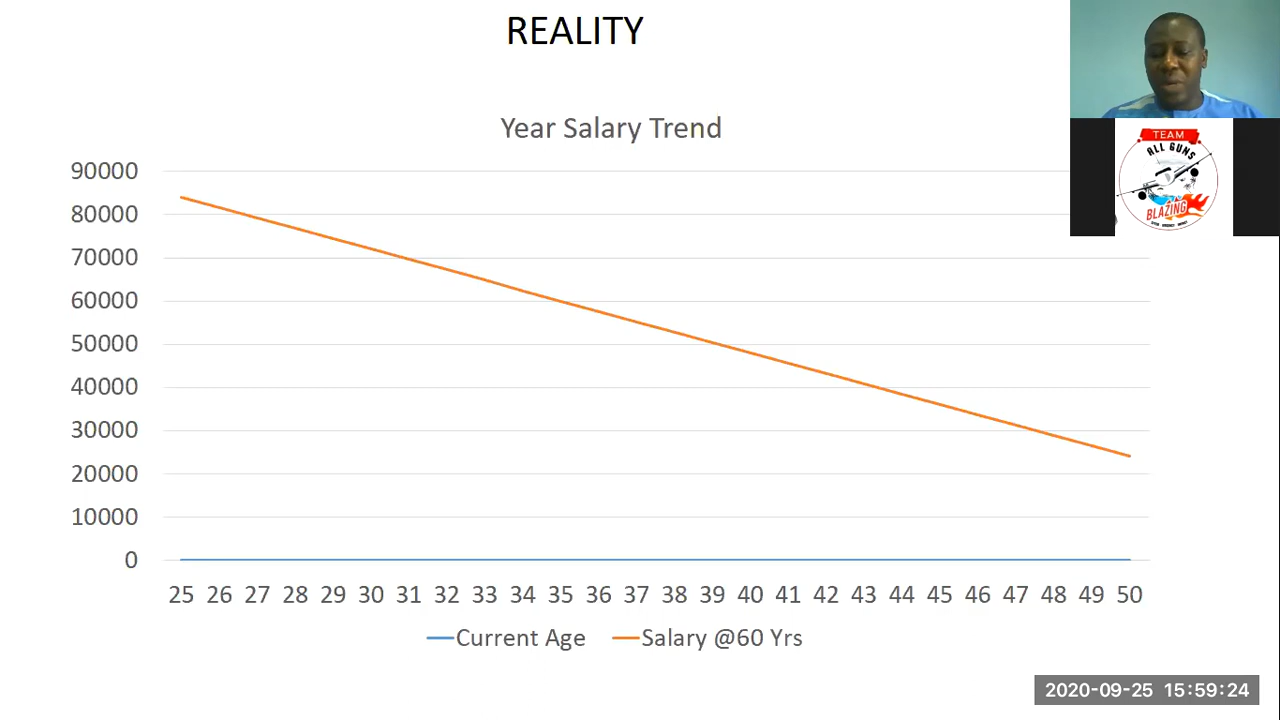 REALITY
Year Salary Trend
90000
80000
70000
60000
50000
40000
30000
20000
10000
0
25 26 27 28 29 30 31 32 33 34 35 36 37 38 39 40 41 42 43 44 45 46 47 48 49 50
Current Age Salary @60 Yrs
TEAM
ALL GUNS
BLAZING
2020-09-25 15:59:24